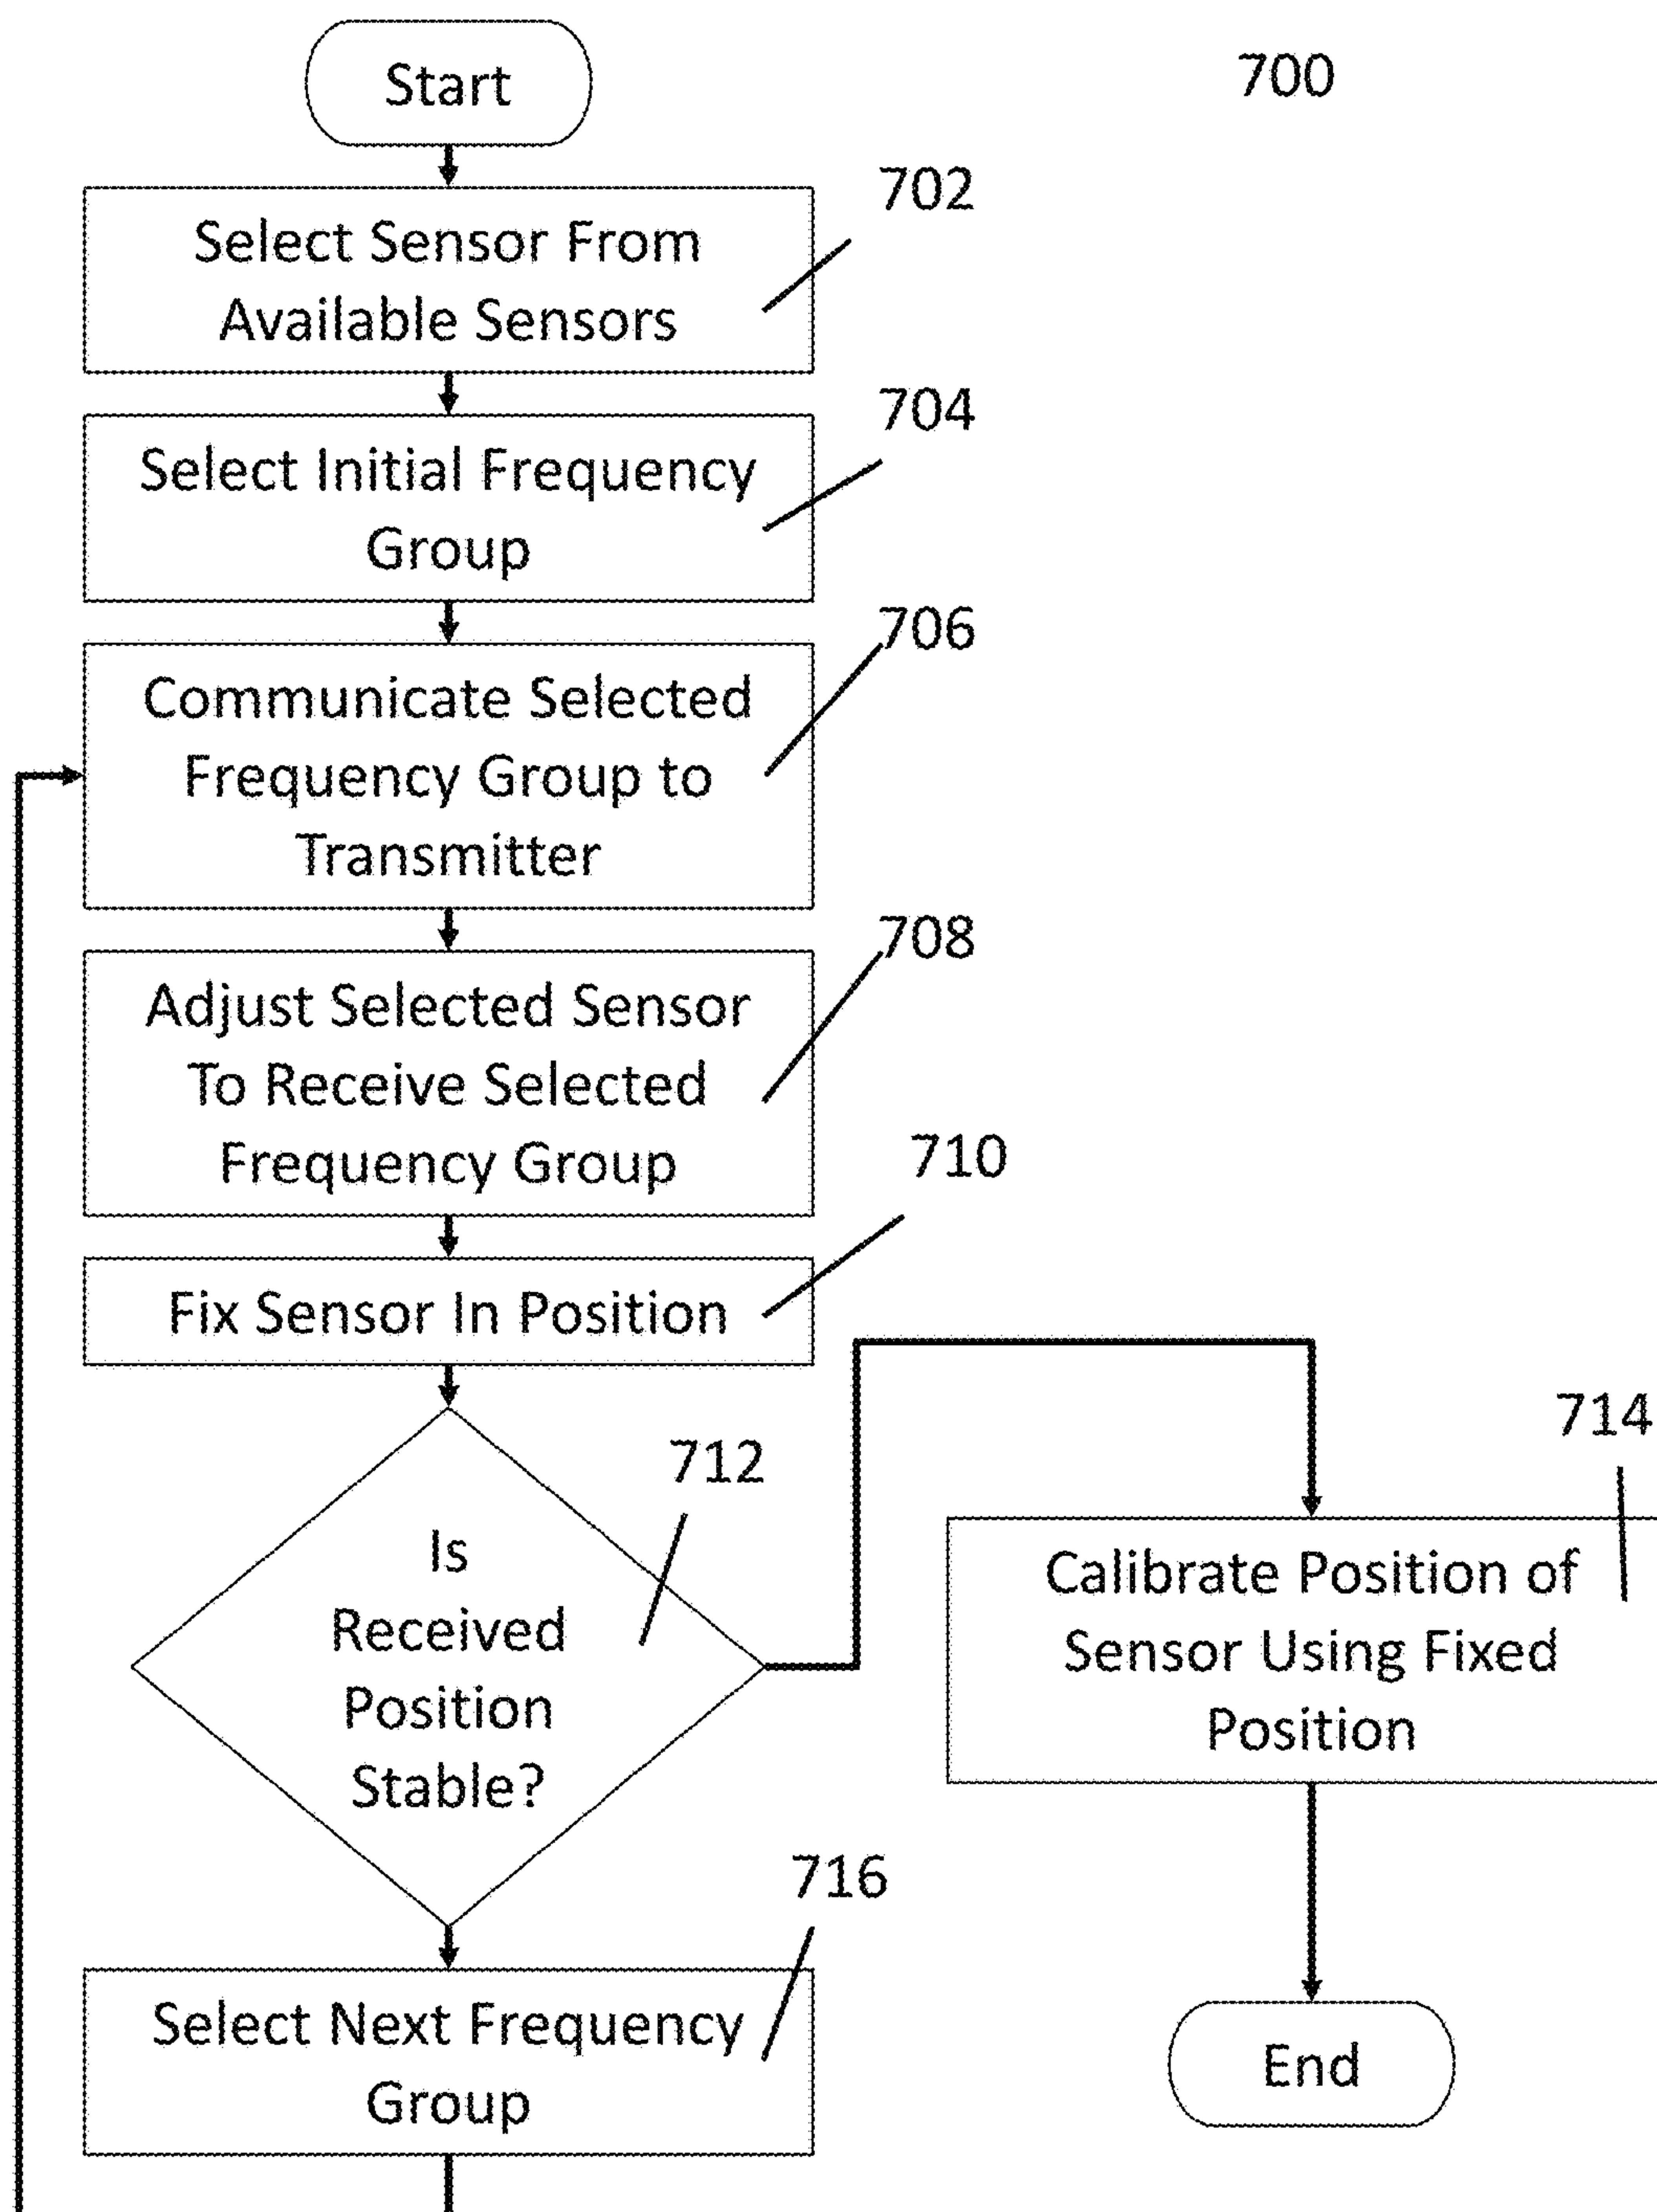 Start
700
702
Select Sensor From
Available Sensors
704
Select Initial Frequency
Group
706
Communicate Selected
Frequency Group to
Transmitter
708
Adjust Selected Sensor
To Receive Selected
Frequency Group
710
Fix Sensor In Position
712
Is
Received
Position
Stable?
714
Calibrate Position of
Sensor Using Fixed
Position
716
Select Next Frequency
Group
End